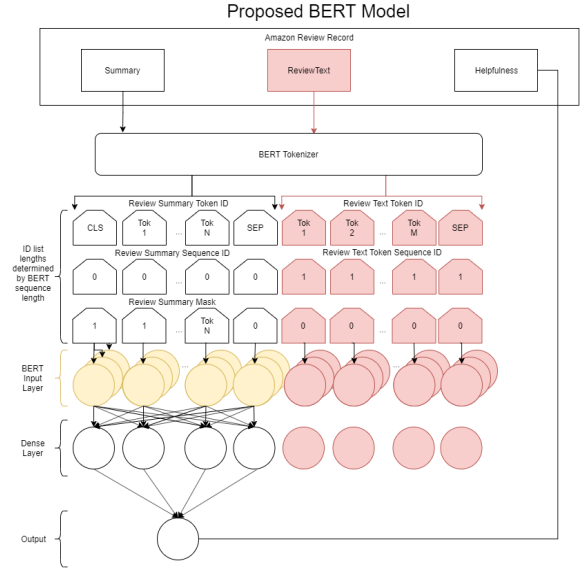 Proposed BERT Model
Amazon Review Record
Summary
ReviewText
Helpfulness
BERT Tokenizer
Review Summary Token ID
Review Text Token ID
CLS
Tok
1
...
Tok
N
SEP
Tok
1
Tok
2
...
Tok
M
SEP
Review Summary Sequence ID
Review Text Token Sequence ID
ID list
lengths
determined
by BERT
sequence
length
0
0
...
0
0
1
1
...
1
1
Review Summary Mask
1
1
...
Tok
N
0
0
0
...
0
0
BERT
Input
Layer
...
...
Dense
Layer
...
...
Output